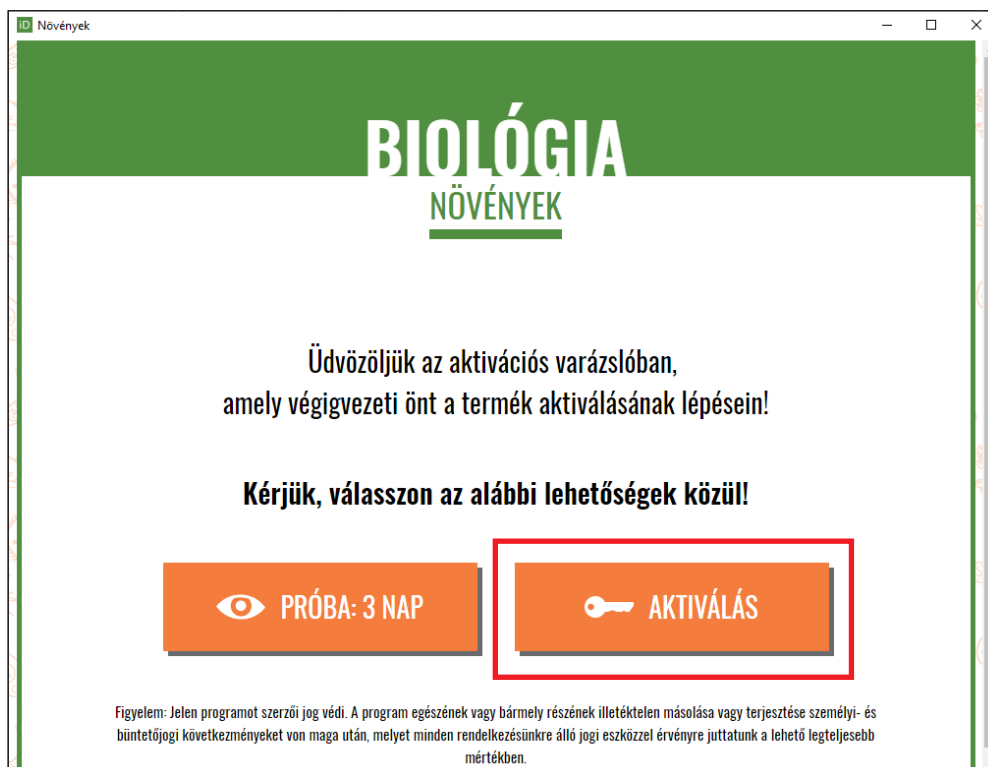 iD Növények
BIOLÓGIA
NÖVÉNYEK
Üdvözöljük az aktivációs varázslóban,
amely végigvezeti önt a termék aktiválásának lépésein!
Kérjük, válasszon az alábbi lehetőségek közül!
PRÓBA: 3 NAP
AKTIVÁLÁS
Figyelem: Jelen programot szerzői jog védi. A program egészének vagy bármely részének illetéktelen másolása vagy terjesztése személyi- és
büntetőjogi következményeket von maga után, melyet minden rendelkezésünkre álló jogi eszközzel érvényre juttatunk a lehető legteljesebb
mértékben.